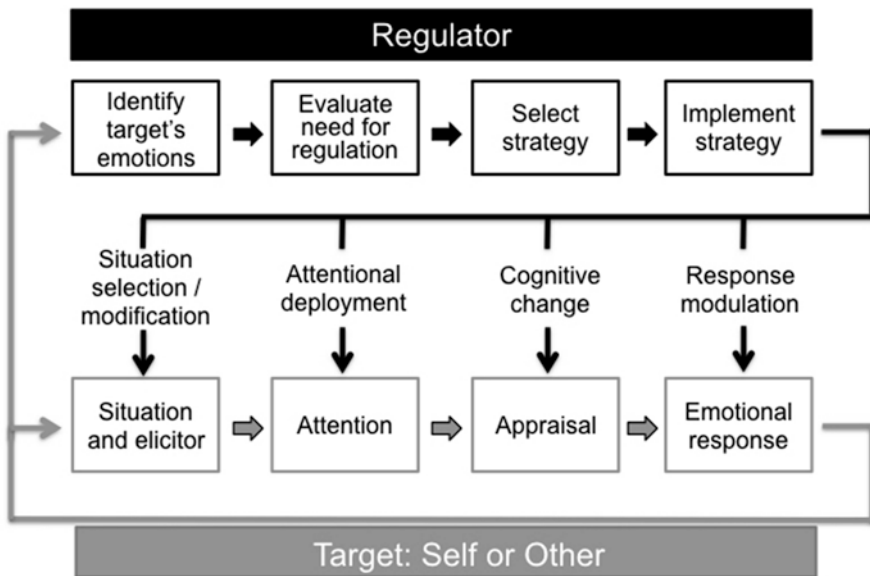 Regulator
Identify
target's
emotions
Evaluate
need for
regulation
Select
strategy
Implement
strategy
Situation
selection /
modification
Attentional
deployment
Cognitive
change
Response
modulation
Situation
and elicitor
Attention
Appraisal
Emotional
response
Target: Self or Other